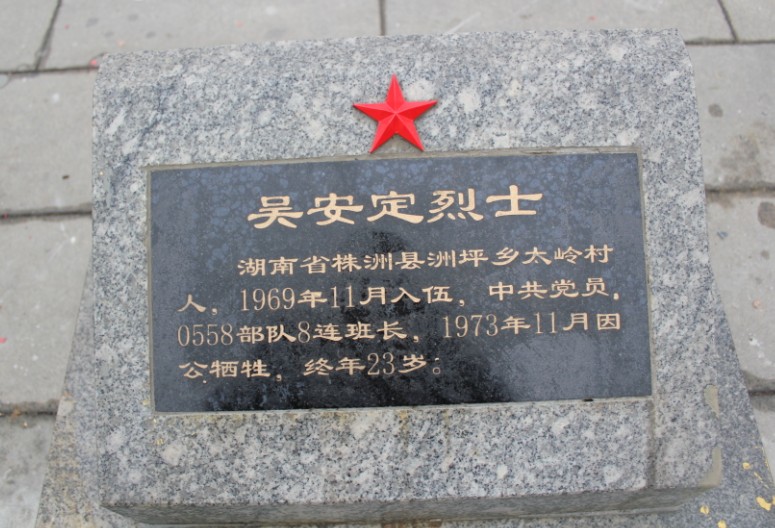 吴安定烈士
湖南省株洲县洲坪乡太岭村
人，1969年11月入伍，中共党员，
0558部队8连班长，1973年11月因
公牺牲，终年23岁。